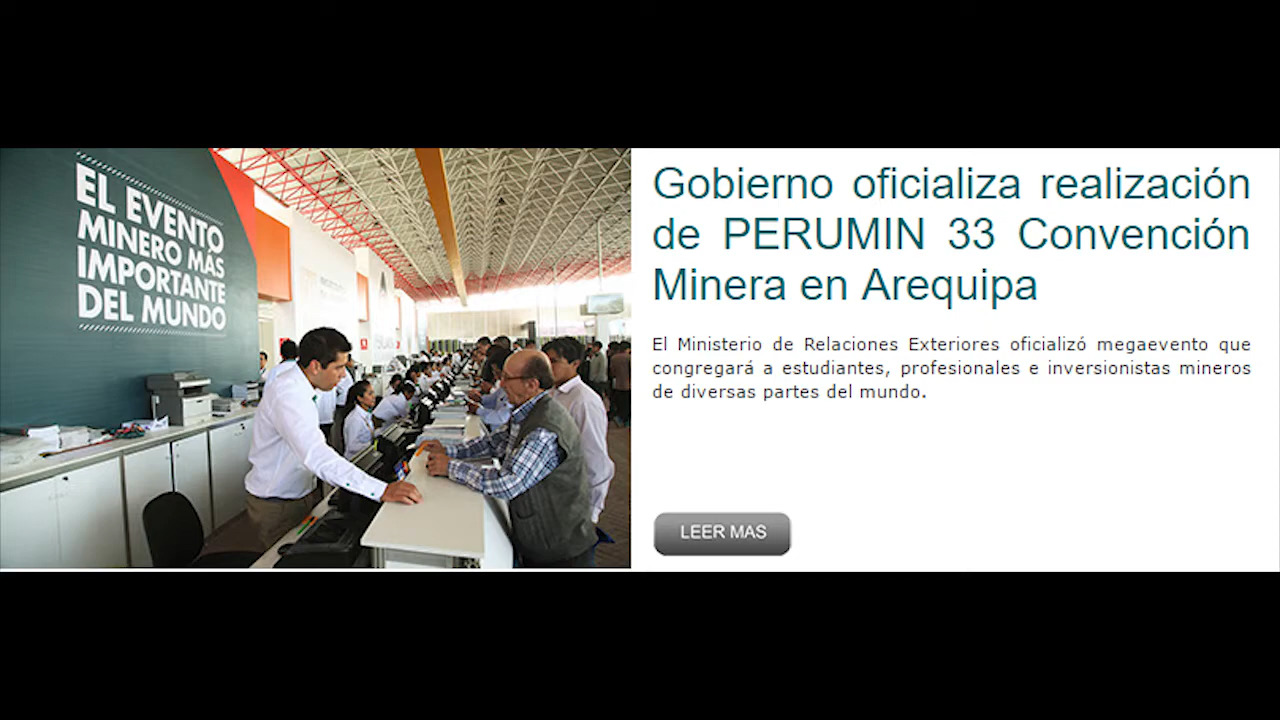 EL EVENTO
MINERO MÁS
IMPORTANTE
DEL MUNDO
Gobierno oficializa realización
de PERUMIN 33 Convención
Minera en Arequipa
El Ministerio de Relaciones Exteriores oficializó megaevento que
congregará a estudiantes, profesionales e inversionistas mineros
de diversas partes del mundo.
LEER MAS